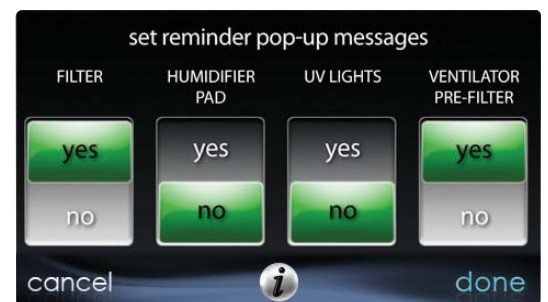 set reminder pop-up messages
FILTER
HUMIDIFIER
PAD
UV LIGHTS
VENTILATOR
PRE-FILTER
yes
yes
yes
yes
no
no
no
no
cancel
i
done